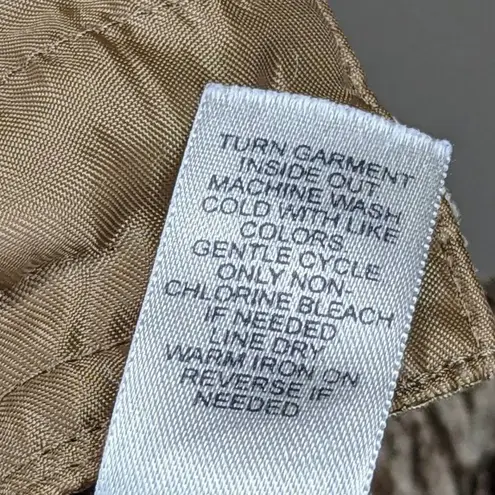 TURN GARMENT
INSIDE OUT
MACHINE WASH
COLD WITH LIKE
COLORS
GENTLE CYCLE
ONLY NON
CHLORINE BLEACH
IF NEEDED
LINE DRY
WARM IRON ON
REVERSE IF
NEEDED